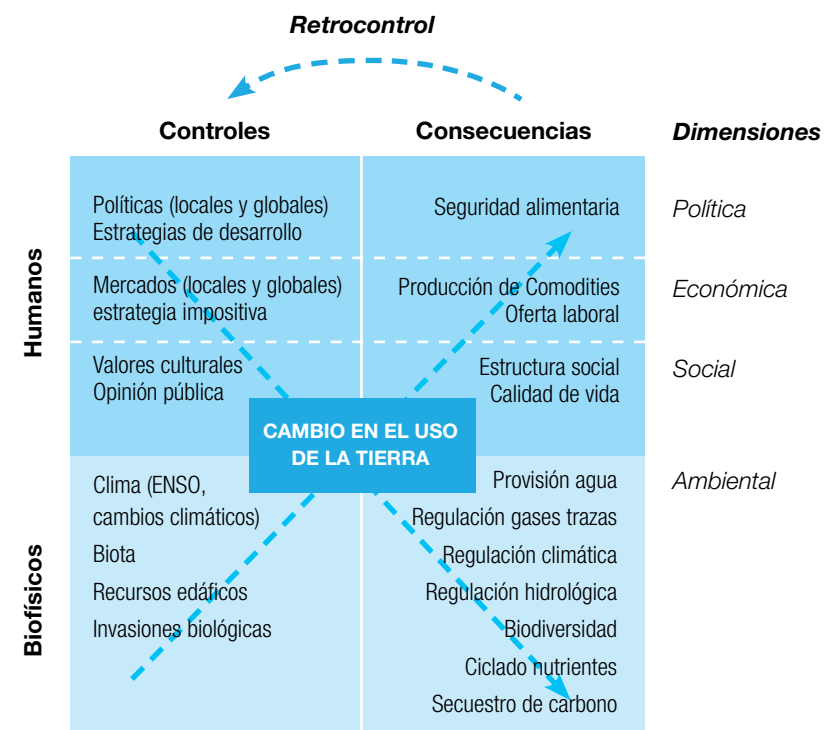 Retrocontrol
Controles
Consecuencias
Dimensiones
Humanos
Políticas (locales y globales)
Estrategias de desarrollo
Seguridad alimentaria
Política
Mercados (locales y globales)
estrategia impositiva
Producción de Comodities
Oferta laboral
Económica
Valores culturales
Opinión pública
Estructura social
Calidad de vida
Social
CAMBIO EN EL USO
DE LA TIERRA
Biofísicos
Clima (ENSO,
cambios climáticos)
Biota
Recursos edáficos
Invasiones biológicas
Provisión agua
Regulación gases trazas
Regulación climática
Regulación hidrológica
Biodiversidad
Ciclado nutrientes
Secuestro de carbono
Ambiental